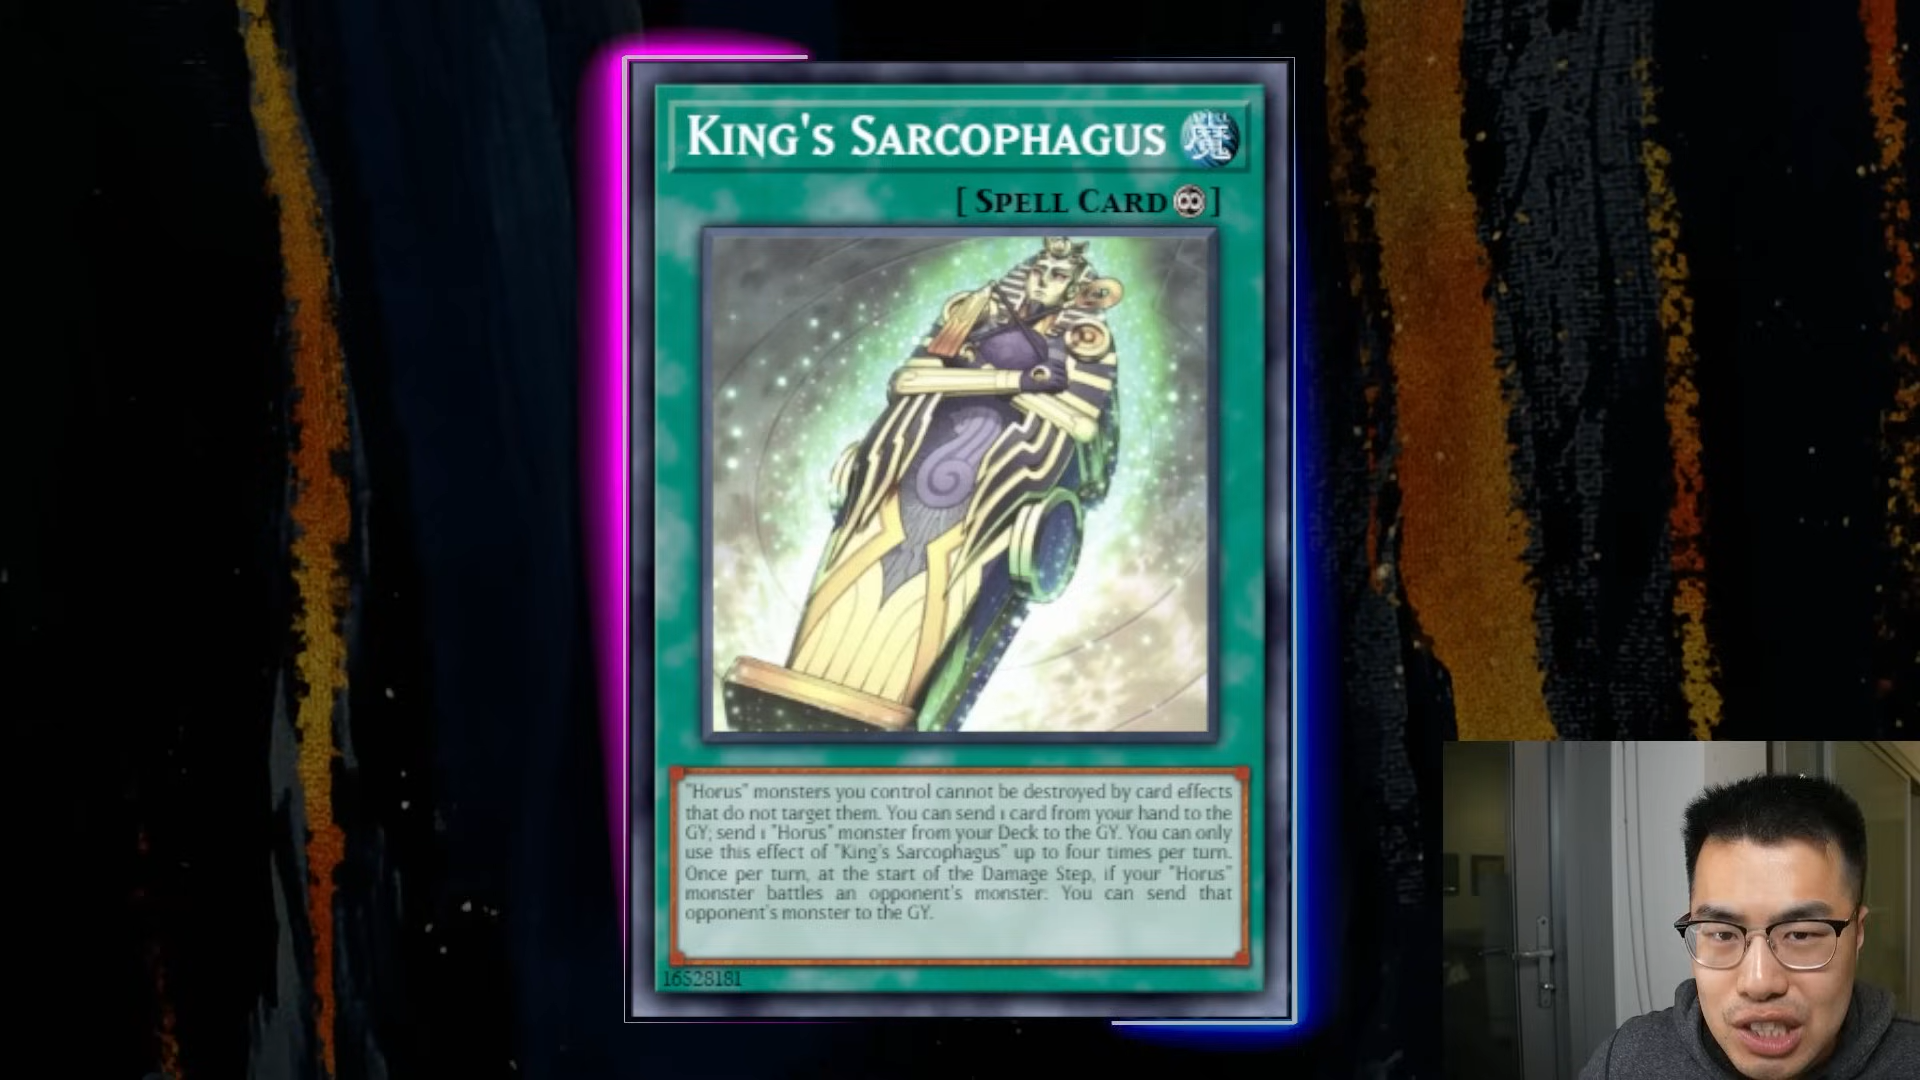 KING'S SARCOPHAGUS 魔
[ SPELL CARD ]
"Horus" monsters you control cannot be destroyed by card effects
that do not target them. You can send 1 card from your hand to the
GY; send 1 "Horus" monster from your Deck to the GY. You can only
use this effect of "King's Sarcophagus" up to four times per turn.
Once per turn, at the start of the Damage Step, if your "Horus"
monster battles an opponent's monster: You can send that
opponent's monster to the GY.
16528181